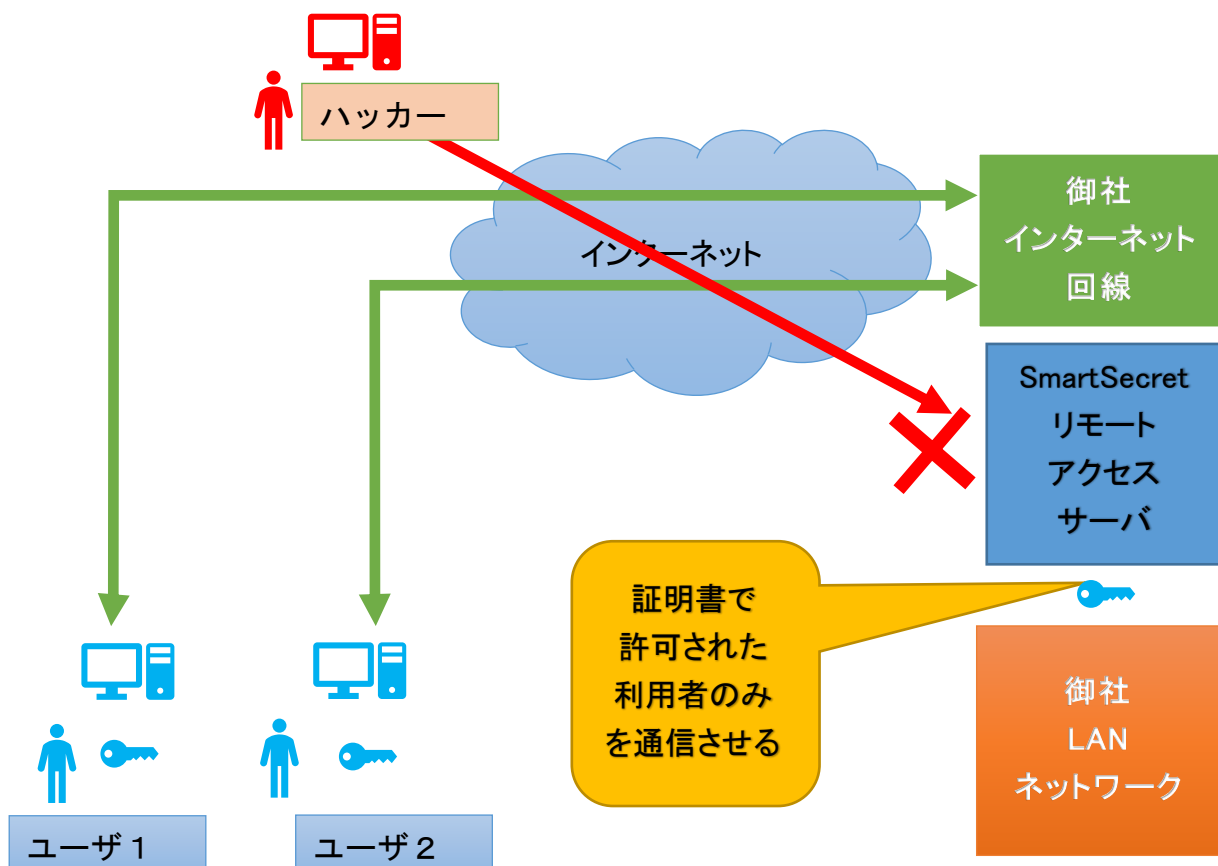 ハッカー
インターネット
御社
インターネット
回線
SmartSecret
リモート
アクセス
サーバ
証明書で
許可された
利用者のみ
を通信させる
御社
LAN
ネットワーク
ユーザ１
ユーザ２